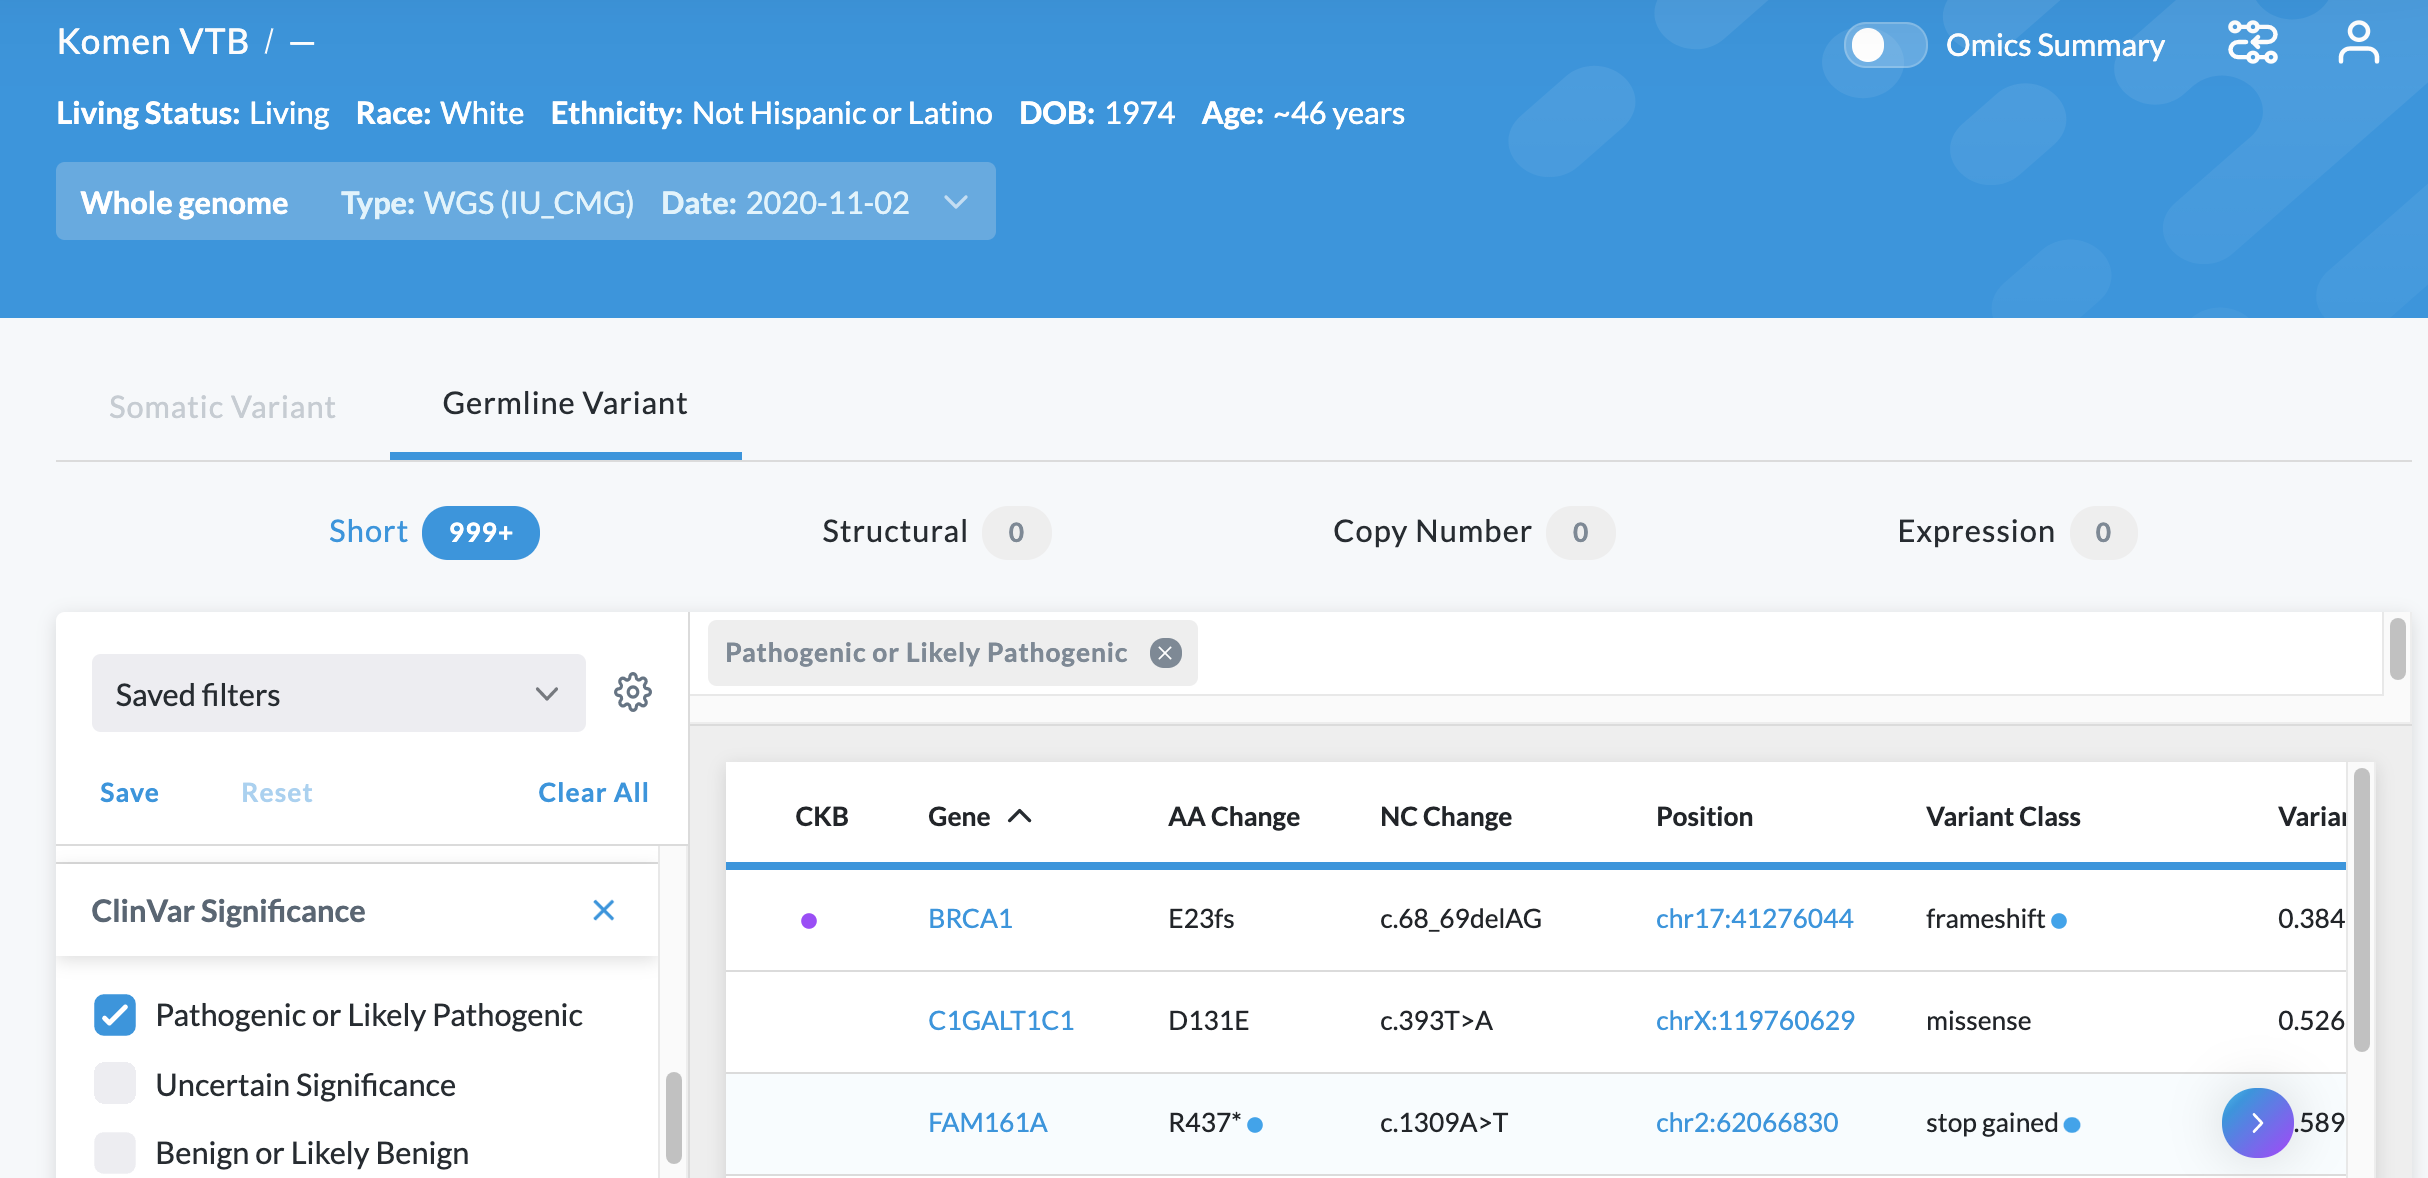 Komen VTB / —
Omics Summary
Living Status: Living Race: White Ethnicity: Not Hispanic or Latino DOB: 1974 Age: ~46 years
Whole genome Type: WGS (IU_CMG) Date: 2020-11-02
Somatic Variant Germline Variant
Short 999+ Structural 0 Copy Number 0 Expression 0
Saved filters
Save Reset Clear All
ClinVar Significance
Pathogenic or Likely Pathogenic
Uncertain Significance
Benign or Likely Benign
Pathogenic or Likely Pathogenic
CKB Gene AA Change NC Change Position Variant Class Varian
BRCA1 E23fs c.68_69delAG chr17:41276044 frameshift 0.384
C1GALT1C1 D131E c.393T>A chrX:119760629 missense 0.526
FAM161A R437* c.1309A>T chr2:62066830 stop gained .589